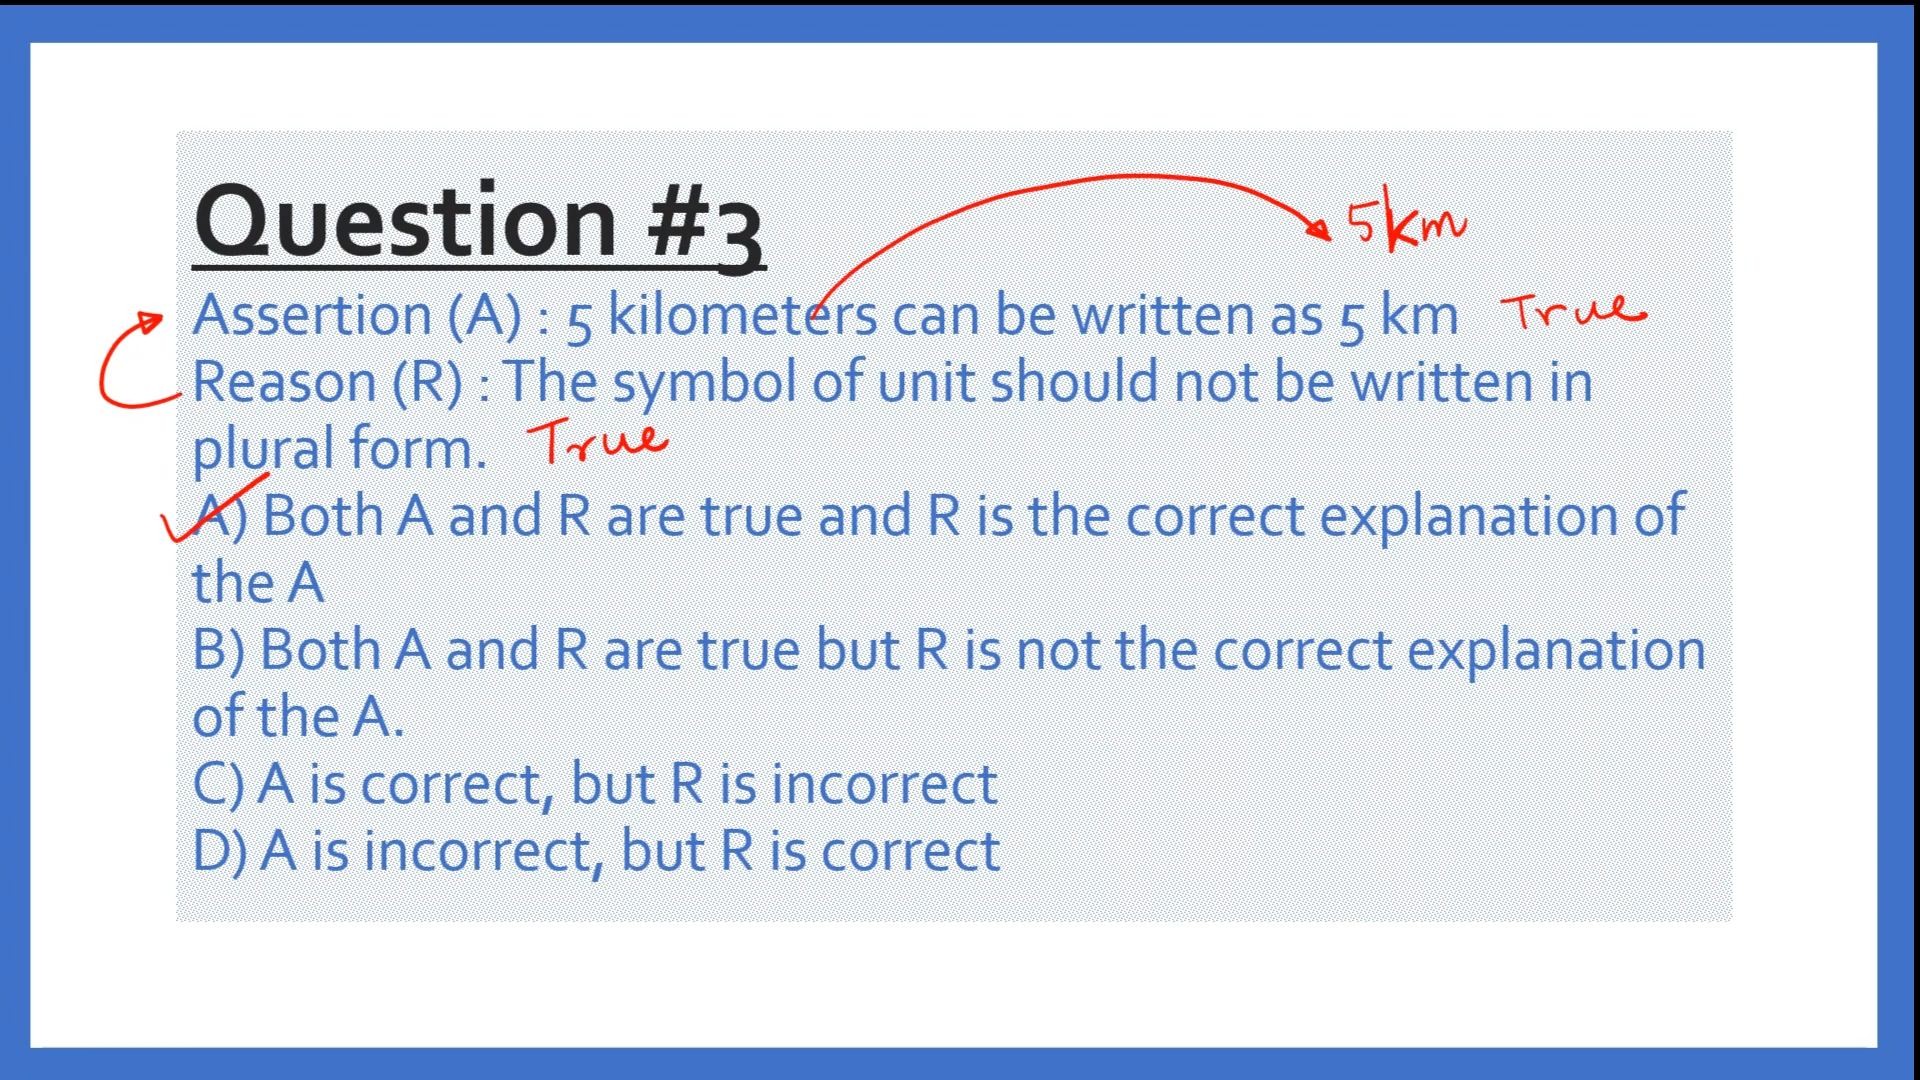 Question #3
5km
Assertion (A) : 5 kilometers can be written as 5 km True
Reason (R) : The symbol of unit should not be written in
plural form. True
A) Both A and R are true and R is the correct explanation of
the A
B) Both A and R are true but R is not the correct explanation
of the A.
C) A is correct, but R is incorrect
D) A is incorrect, but R is correct